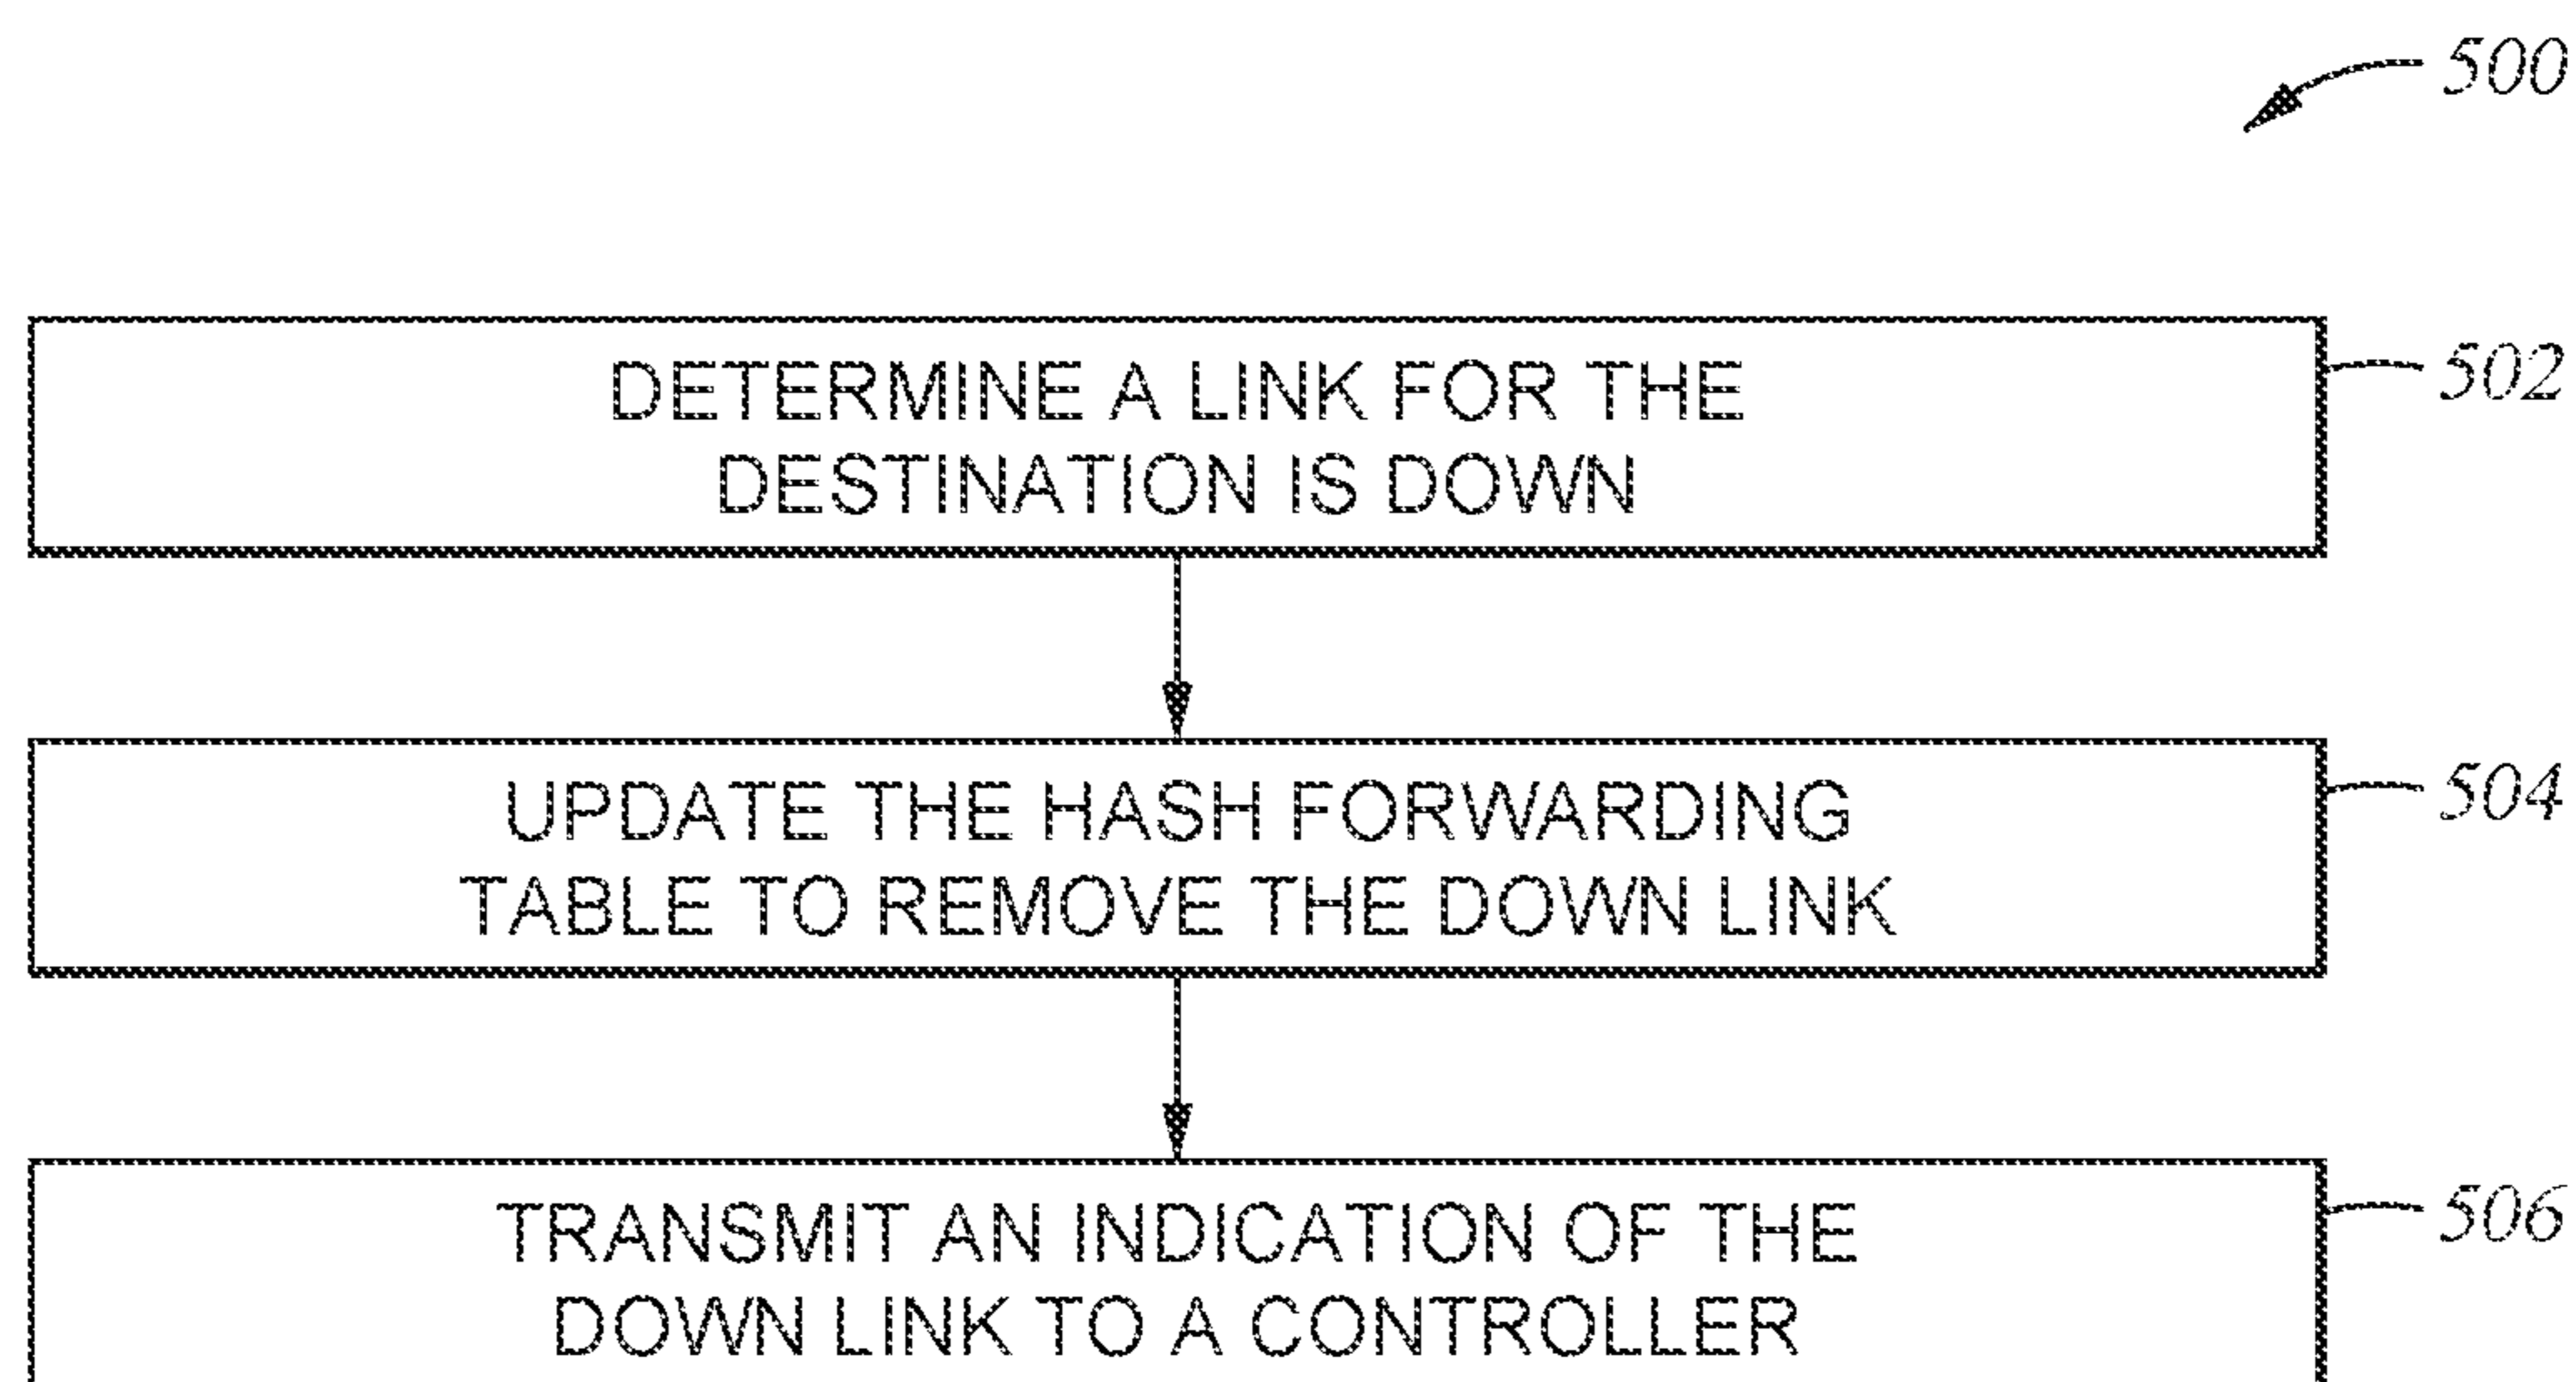 500
DETERMINE A LINK FOR THE
DESTINATION IS DOWN
502
UPDATE THE HASH FORWARDING
TABLE TO REMOVE THE DOWN LINK
504
TRANSMIT AN INDICATION OF THE
DOWN LINK TO A CONTROLLER
506